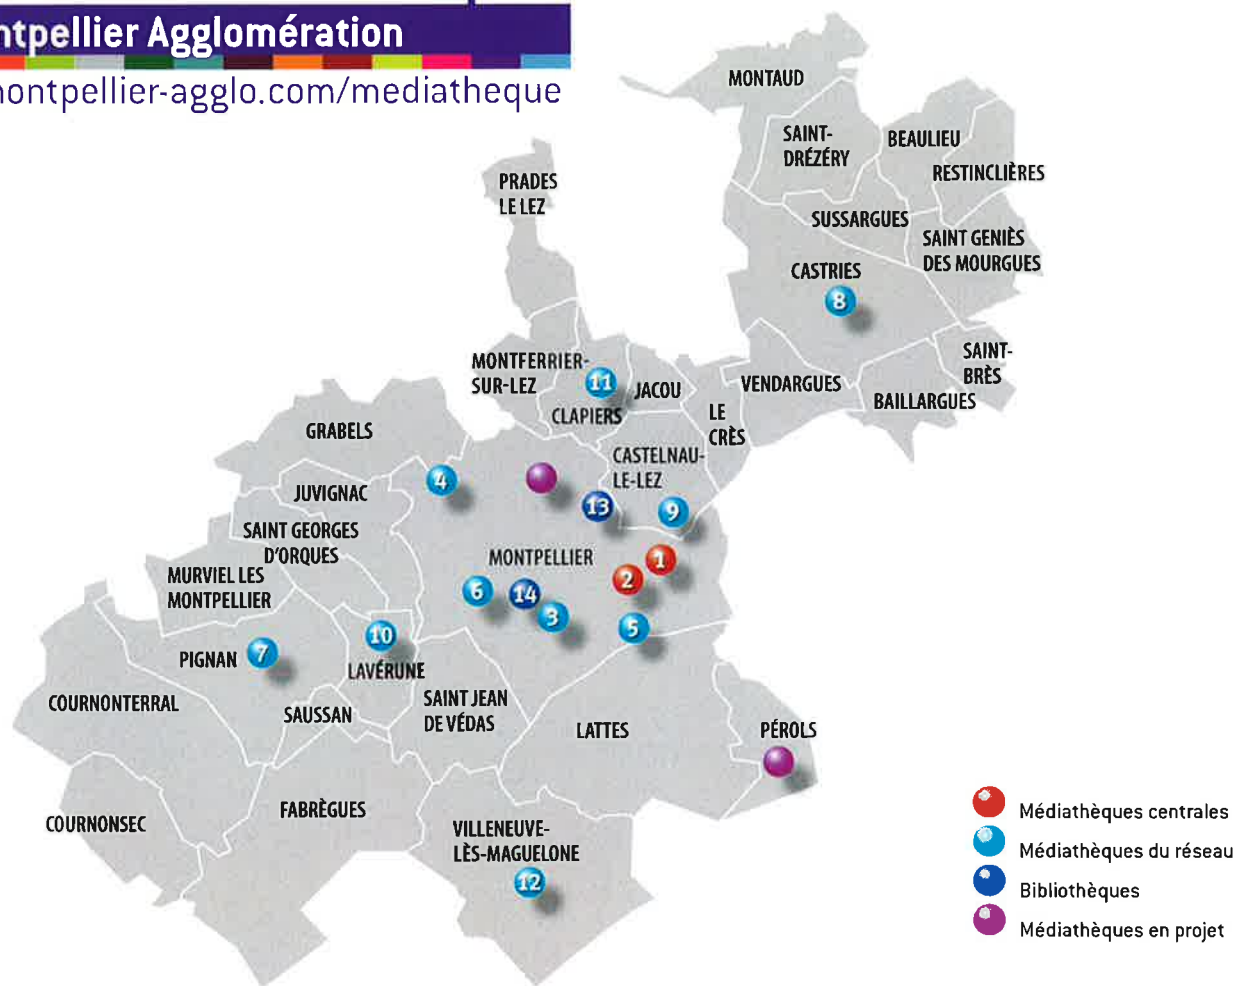 ntpellier Agglomération
montpellier-agglo.com/mediatheque
MONTAUD
SAINT-
DRÉZÉRY
BEAULIEU
RESTINCLIÈRES
PRADES
LE LEZ
SUSSARGUES
SAINT GENIÈS
DES MOURGUES
CASTRIES
8
MONTFERRIER-
SUR-LEZ
11
JACOU
CLAPIERS
LE
CRÈS
VENDARGUES
SAINT-
BRÈS
BAILLARGUES
GRABELS
CASTELNAU-
LE-LEZ
4
JUVIGNAC
13
9
SAINT GEORGES
D'ORQUES
MONTPELLIER
1
2
MURVIEL LES
MONTPELLIER
6
14
3
5
PIGNAN
7
10
LAVÉRUNE
COURNONTERRAL
SAUSSAN
SAINT JEAN
DE VÉDAS
LATTES
PÉROLS
COURNONSEC
FABRÈGUES
VILLENEUVE-
LÈS-MAGUELONE
12
Médiathèques centrales
Médiathèques du réseau
Bibliothèques
Médiathèques en projet